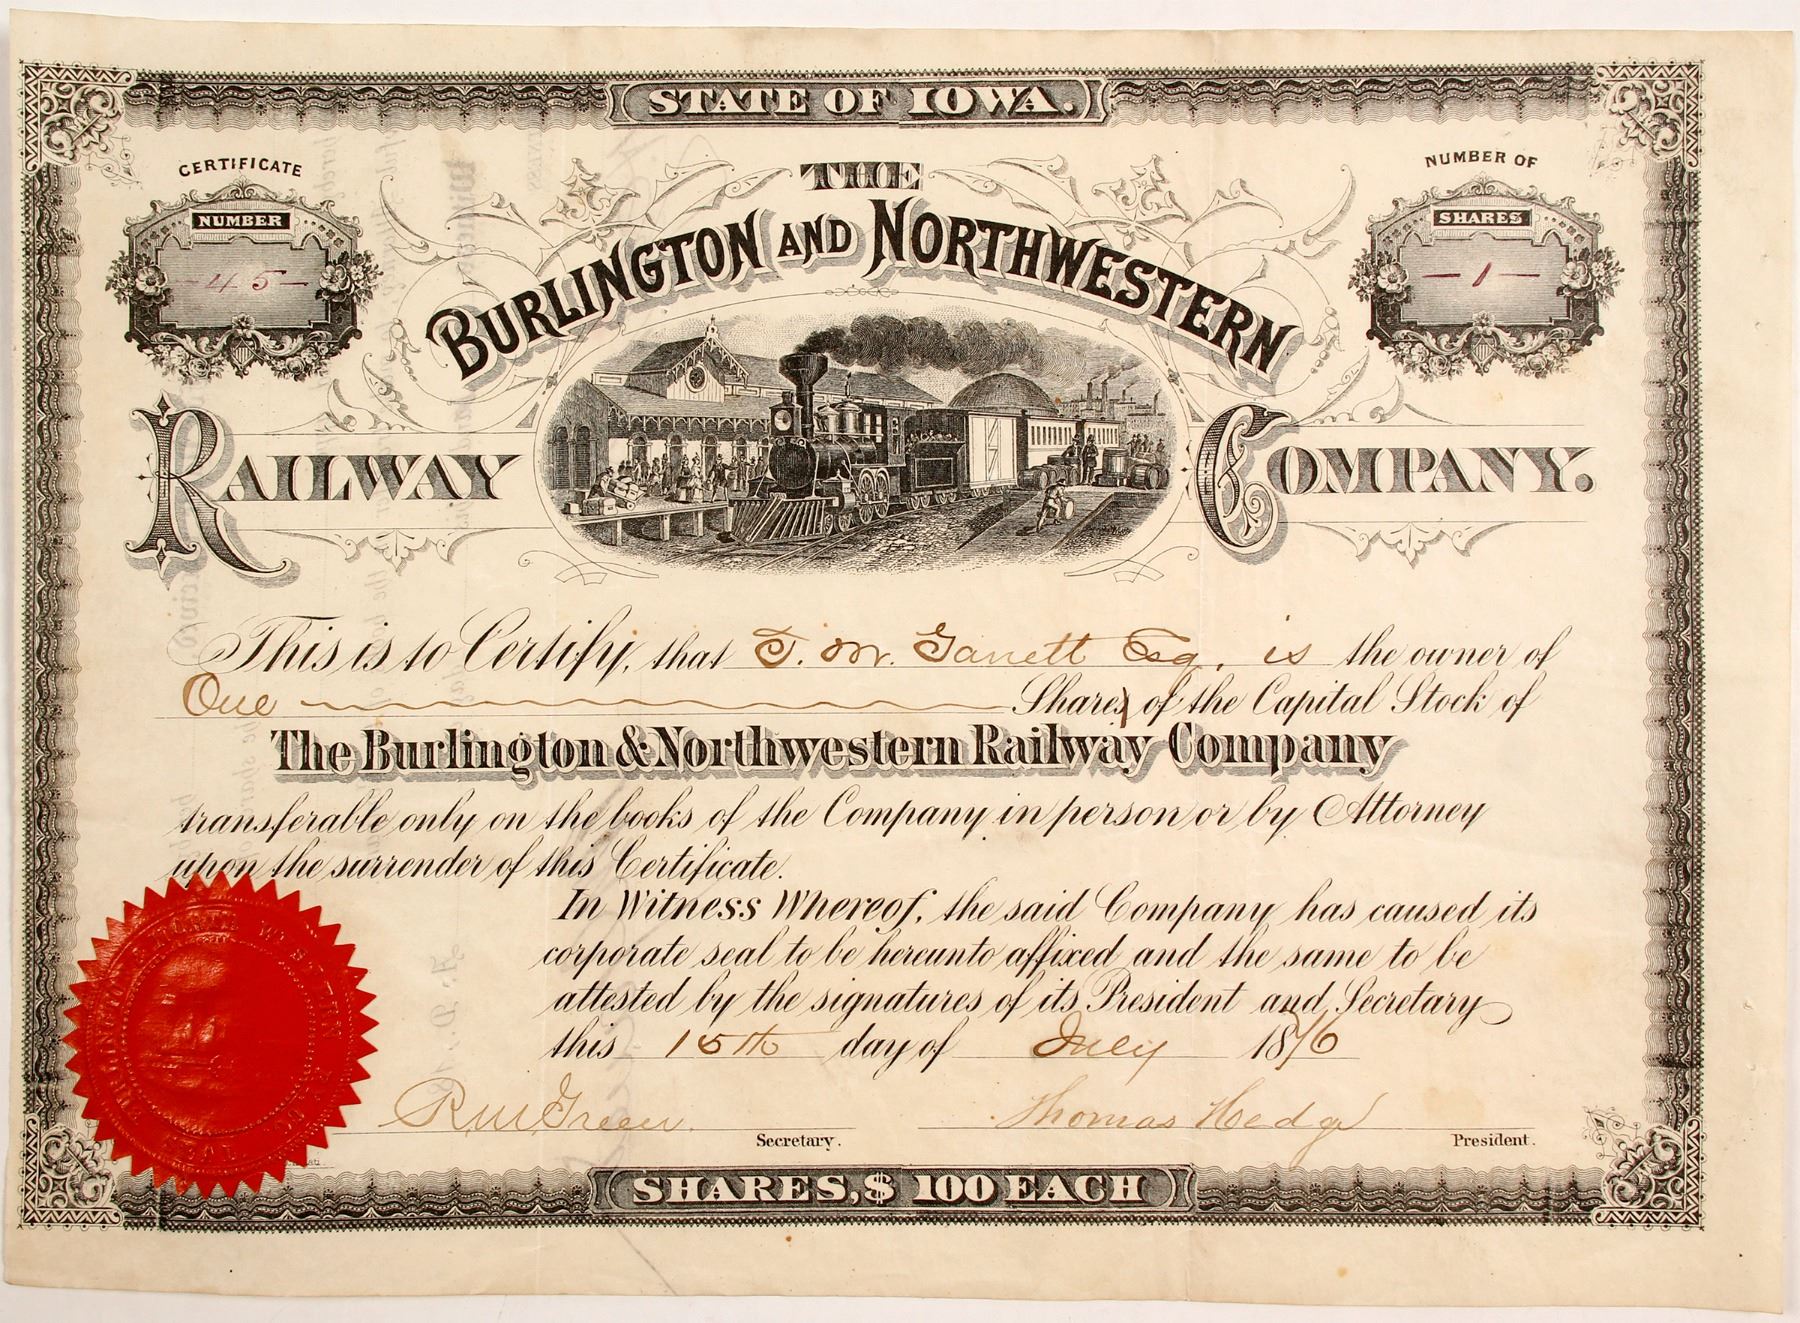 STATE OF IOWA.
CERTIFICATE
NUMBER
45
NUMBER OF
SHARES
1
THE
BURLINGTON AND NORTHWESTERN
RAILWAY COMPANY.
This is to Certify, that T. W. Garrett Esq. is the owner of
One Shares of the Capital Stock of
The Burlington & Northwestern Railway Company
transferable only on the books of the Company in person or by Attorney
upon the surrender of this Certificate.
In Witness Whereof, the said Company has caused its
corporate seal to be hereunto affixed and the same to be
attested by the signatures of its President and Secretary
this 15th day of July 1876
R M Green Thomas Hedge
Secretary. President.
SHARES, $100 EACH